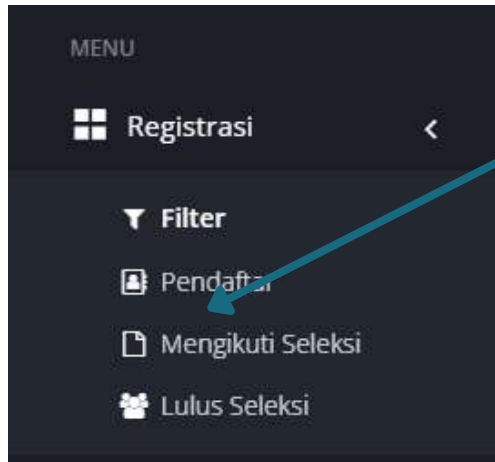 MENU
Registrasi
Filter
Pendaftar
Mengikuti Seleksi
Lulus Seleksi